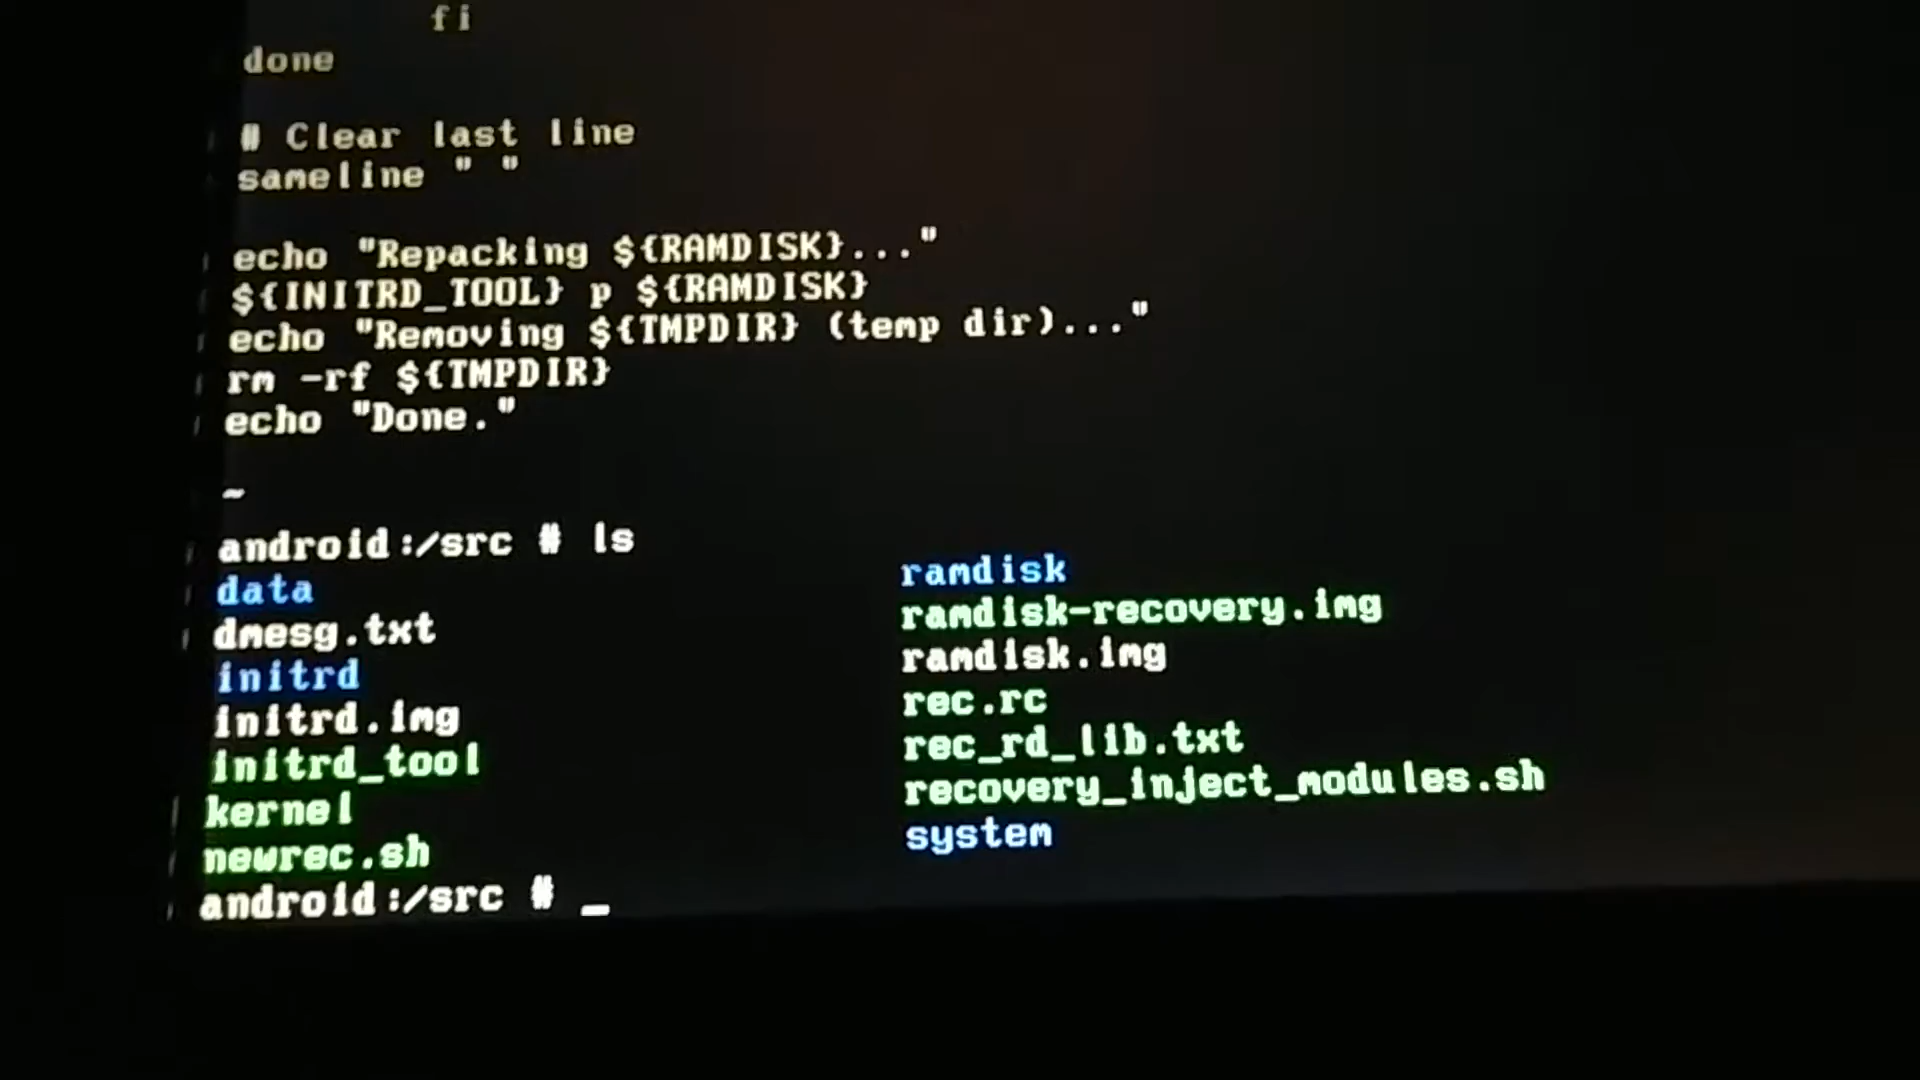 fi
done

# Clear last line
sameline " "

echo "Repacking ${RAMDISK}..."
${INITRD_TOOL} p ${RAMDISK}
echo "Removing ${TMPDIR} (temp dir)..."
rm -rf ${TMPDIR}
echo "Done."

~
android:/src # ls
data ramdisk
dmesg.txt ramdisk-recovery.img
initrd ramdisk.img
initrd.img rec.rc
initrd_tool rec_rd_lib.txt
kernel recovery_inject_modules.sh
newrec.sh system
android:/src # _